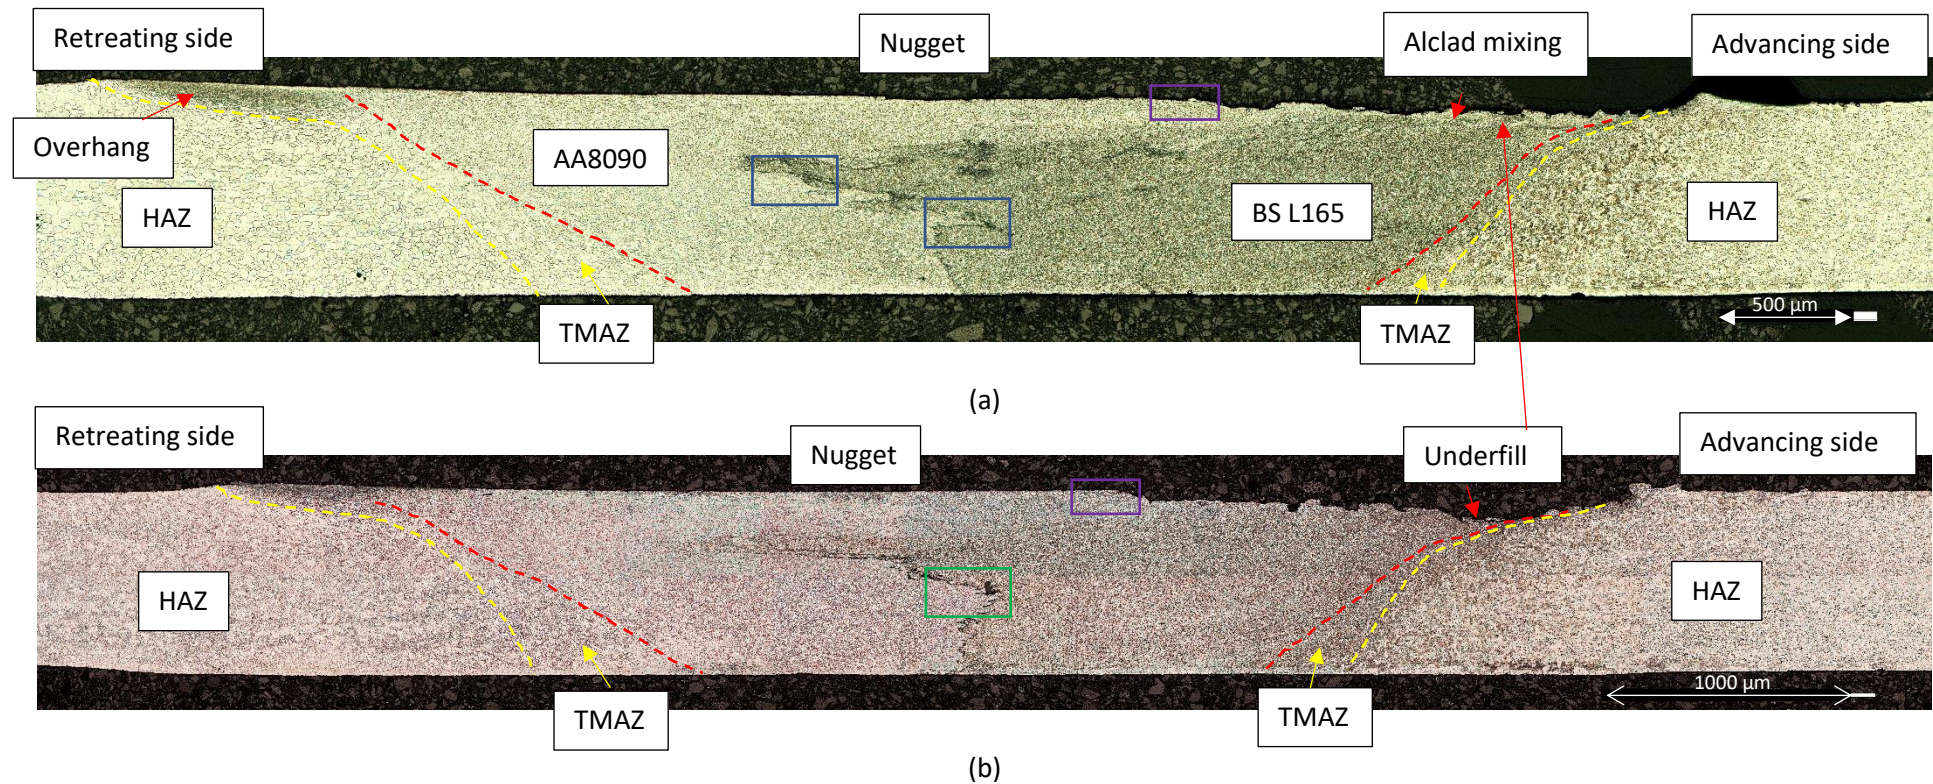 Retreating side
Nugget
Alclad mixing
Advancing side
Overhang
AA8090
HAZ
BS L165
HAZ
TMAZ
TMAZ
500 µm
(a)
Retreating side
Nugget
Underfill
Advancing side
HAZ
HAZ
TMAZ
TMAZ
1000 µm
(b)